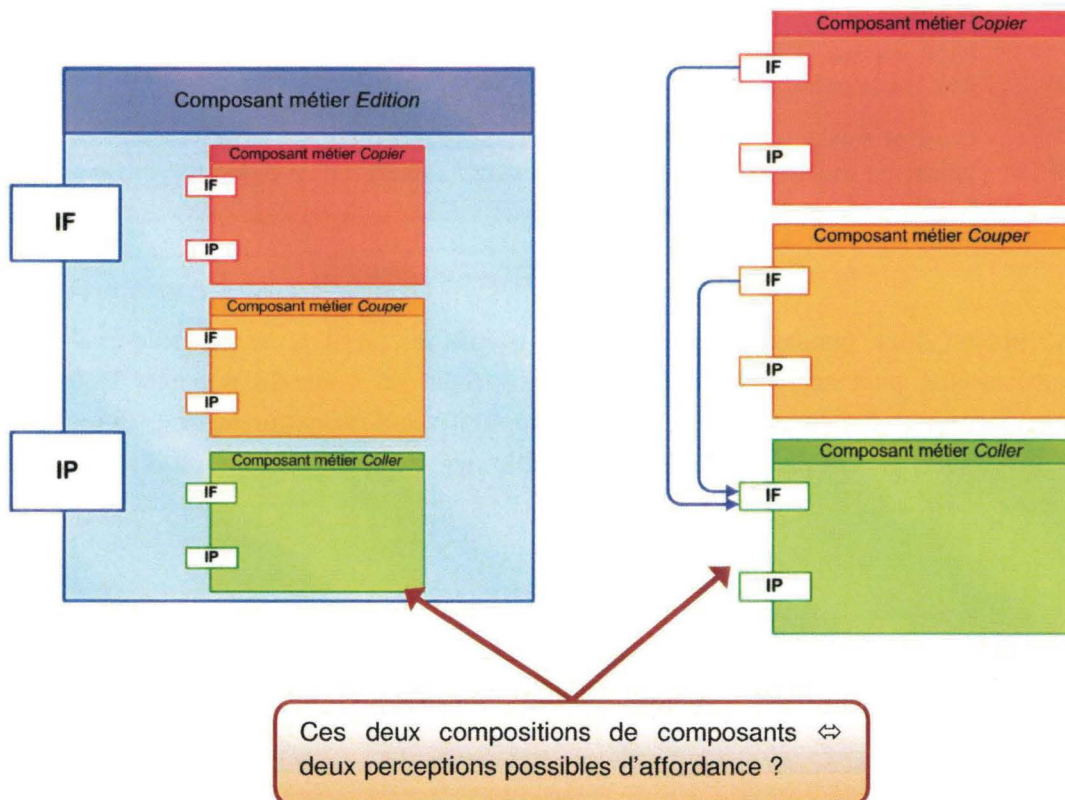 Composant métier Edition
IF
IP
Composant métier Copier
IF
IP
Composant métier Couper
IF
IP
Composant métier Coller
IF
IP
Composant métier Copier
IF
IP
Composant métier Couper
IF
IP
Composant métier Coller
IF
IP
Ces deux compositions de composants ⇔
deux perceptions possibles d'affordance ?